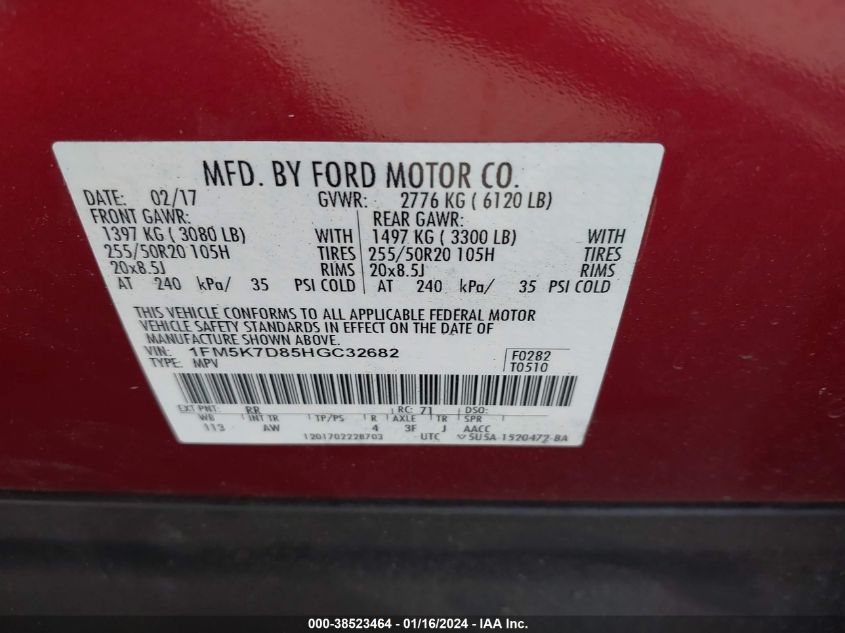 MFD. BY FORD MOTOR CO.
DATE: 02/17 GVWR: 2776 KG ( 6120 LB)
FRONT GAWR: REAR GAWR:
1397 KG ( 3080 LB) WITH 1497 KG ( 3300 LB) WITH
255/50R20 105H TIRES 255/50R20 105H TIRES
20x8.5J RIMS 20x8.5J RIMS
AT 240 kPa/ 35 PSI COLD AT 240 kPa/ 35 PSI COLD
THIS VEHICLE CONFORMS TO ALL APPLICABLE FEDERAL MOTOR
VEHICLE SAFETY STANDARDS IN EFFECT ON THE DATE OF
MANUFACTURE SHOWN ABOVE.
VIN: 1FM5K7D85HGC32682 F0282
TYPE: MPV T0510
EXT PNT: RR RC: 71 DSO:
WB INT TR TP/PS R AXLE TR SPR
113 AW 4 3F J AACC
1201702228703 UTC 5U5A-1520472-BA
000-38523464 - 01/16/2024 - IAA Inc.